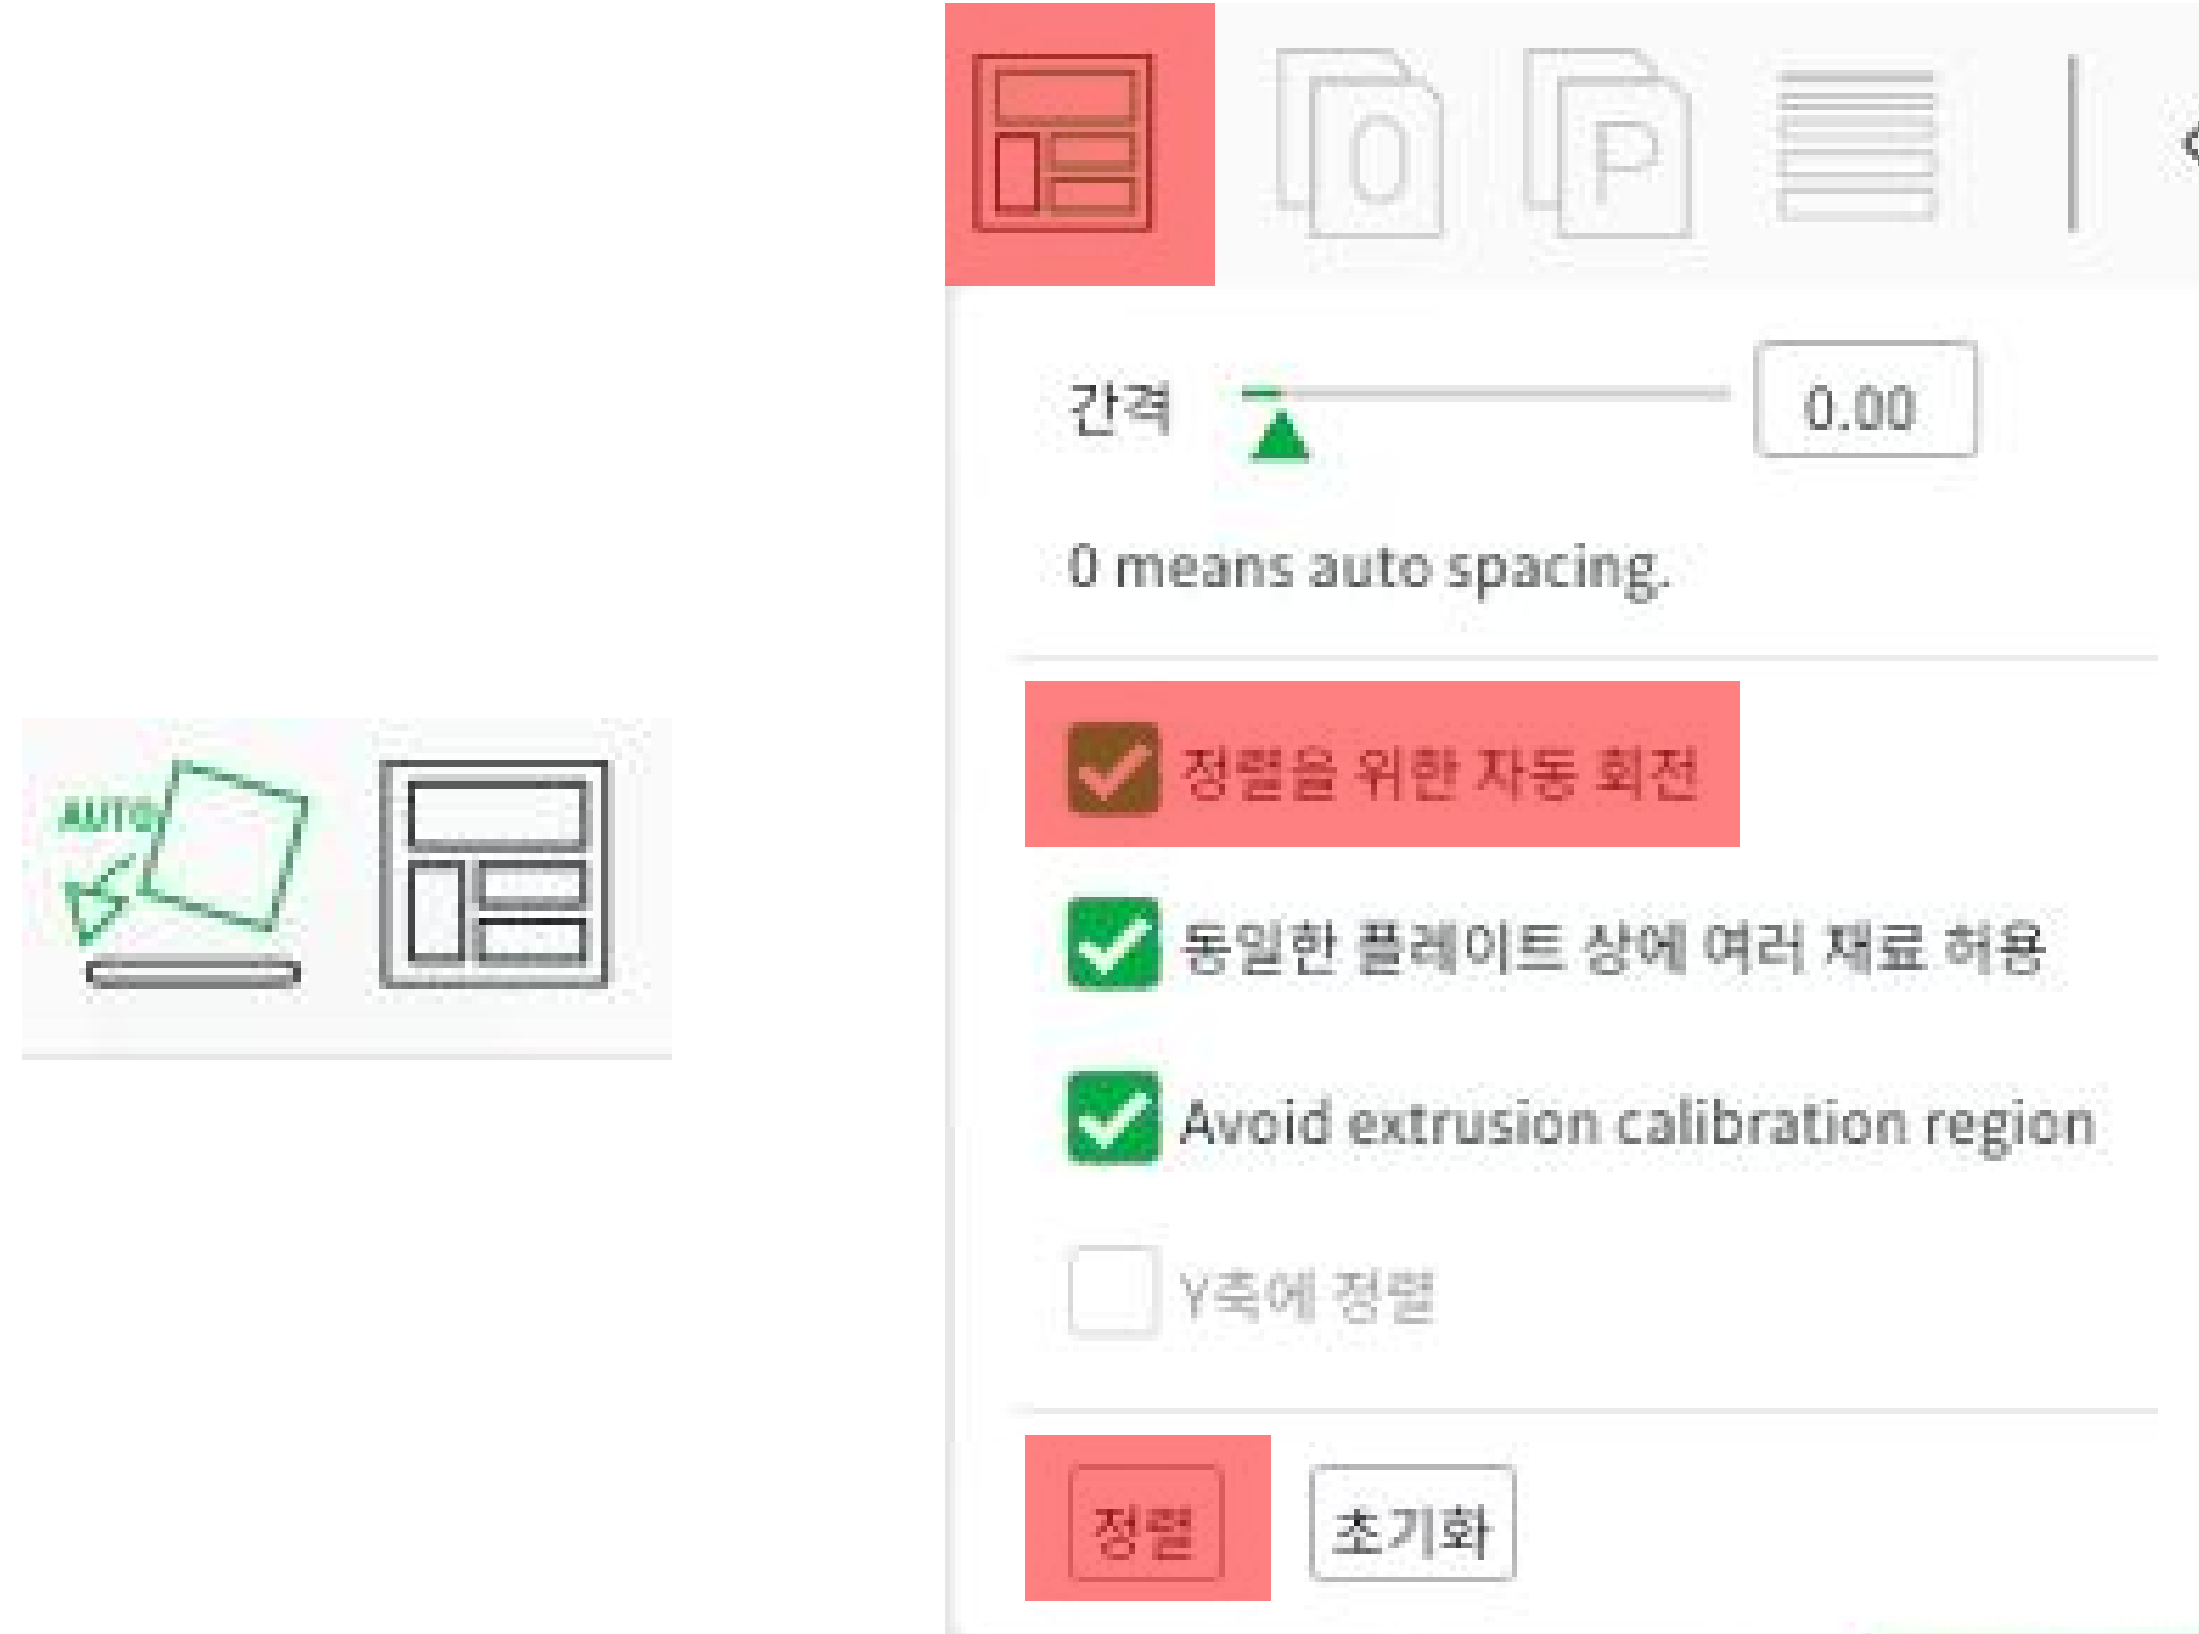 AUTO
0
P
간격
0.00
0 means auto spacing.
정렬을 위한 자동 회전
동일한 플레이트 상에 여러 재료 허용
Avoid extrusion calibration region
Y축에 정렬
정렬
초기화